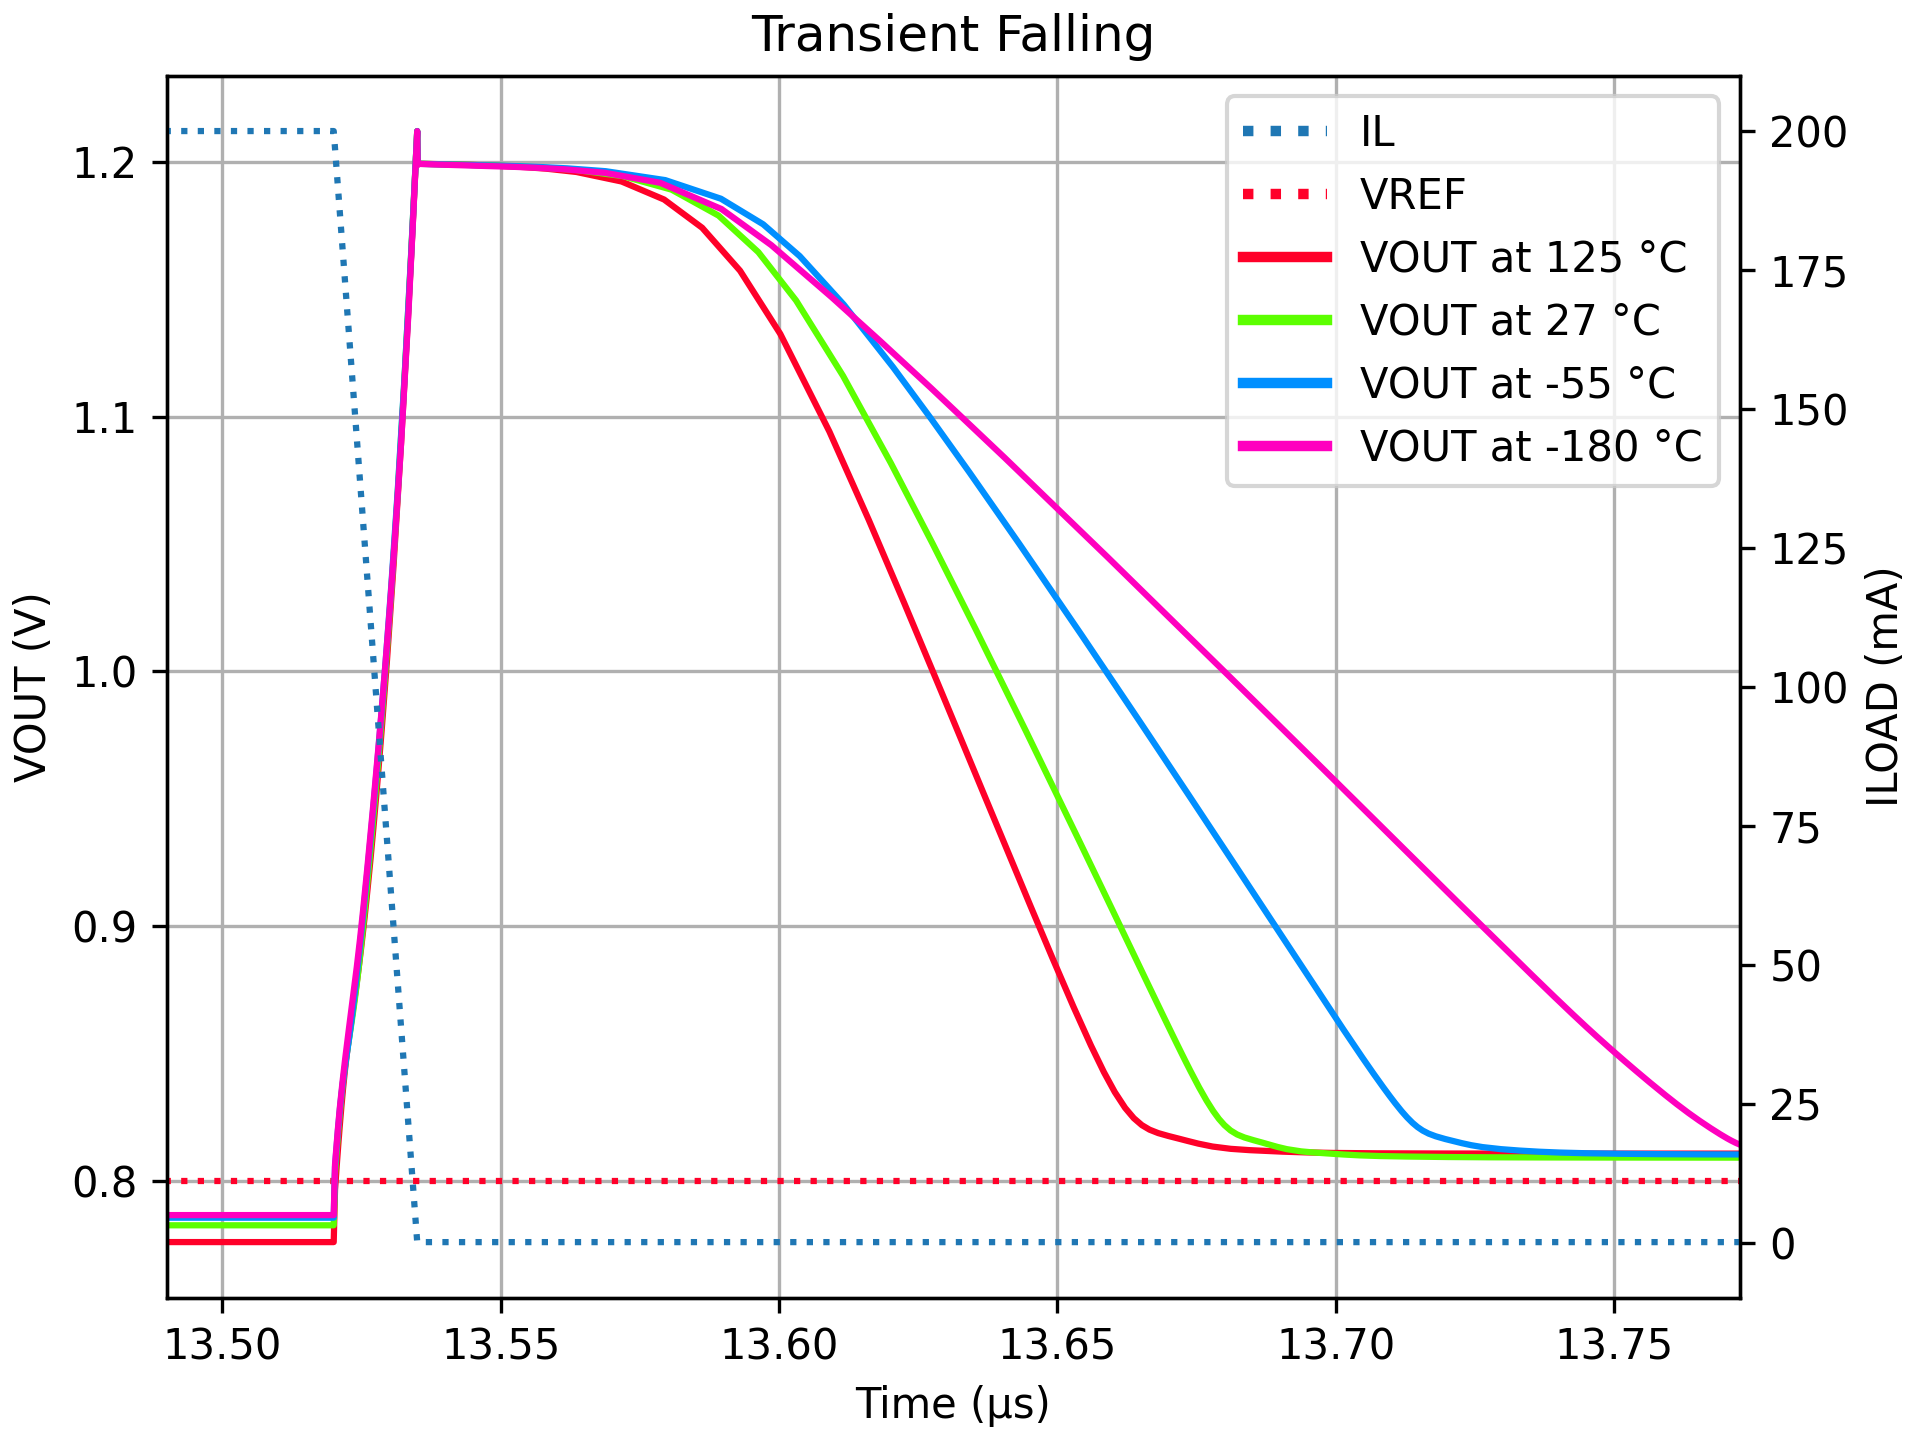 Transient Falling
IL
VREF
VOUT at 125 °C
VOUT at 27 °C
VOUT at -55 °C
VOUT at -180 °C
VOUT (V)
1.2
1.1
1.0
0.9
0.8
200
175
150
125
100
75
50
25
0
ILOAD (mA)
13.50 13.55 13.60 13.65 13.70 13.75
Time (µs)